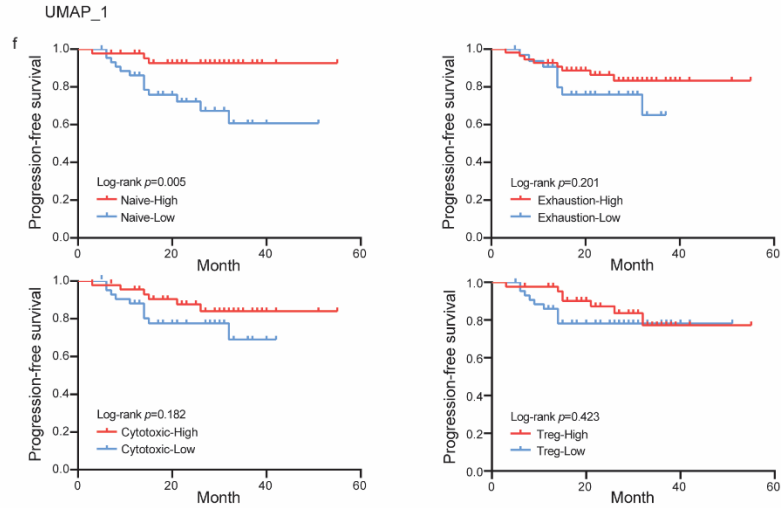 UMAP_1
f
Progression-free survival
1.0
0.8
0.6
0.4
0.2
0.0
0
20
40
60
Month
Log-rank p=0.005
Naive-High
Naive-Low
Progression-free survival
1.0
0.8
0.6
0.4
0.2
0.0
0
20
40
60
Month
Log-rank p=0.201
Exhaustion-High
Exhaustion-Low
Progression-free survival
1.0
0.8
0.6
0.4
0.2
0.0
0
20
40
60
Month
Log-rank p=0.182
Cytotoxic-High
Cytotoxic-Low
Progression-free survival
1.0
0.8
0.6
0.4
0.2
0.0
0
20
40
60
Month
Log-rank p=0.423
Treg-High
Treg-Low